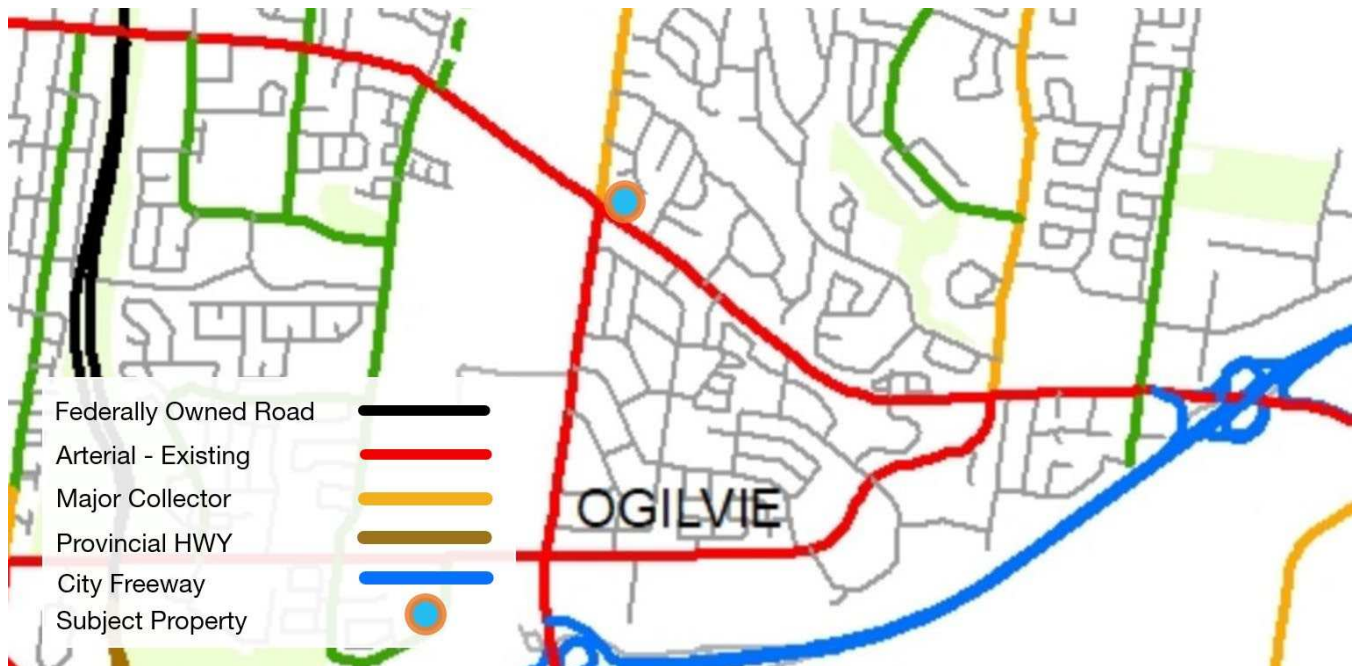 Federally Owned Road
Arterial - Existing
Major Collector
OGILVIE
Provincial HWY
City Freeway
Subject Property